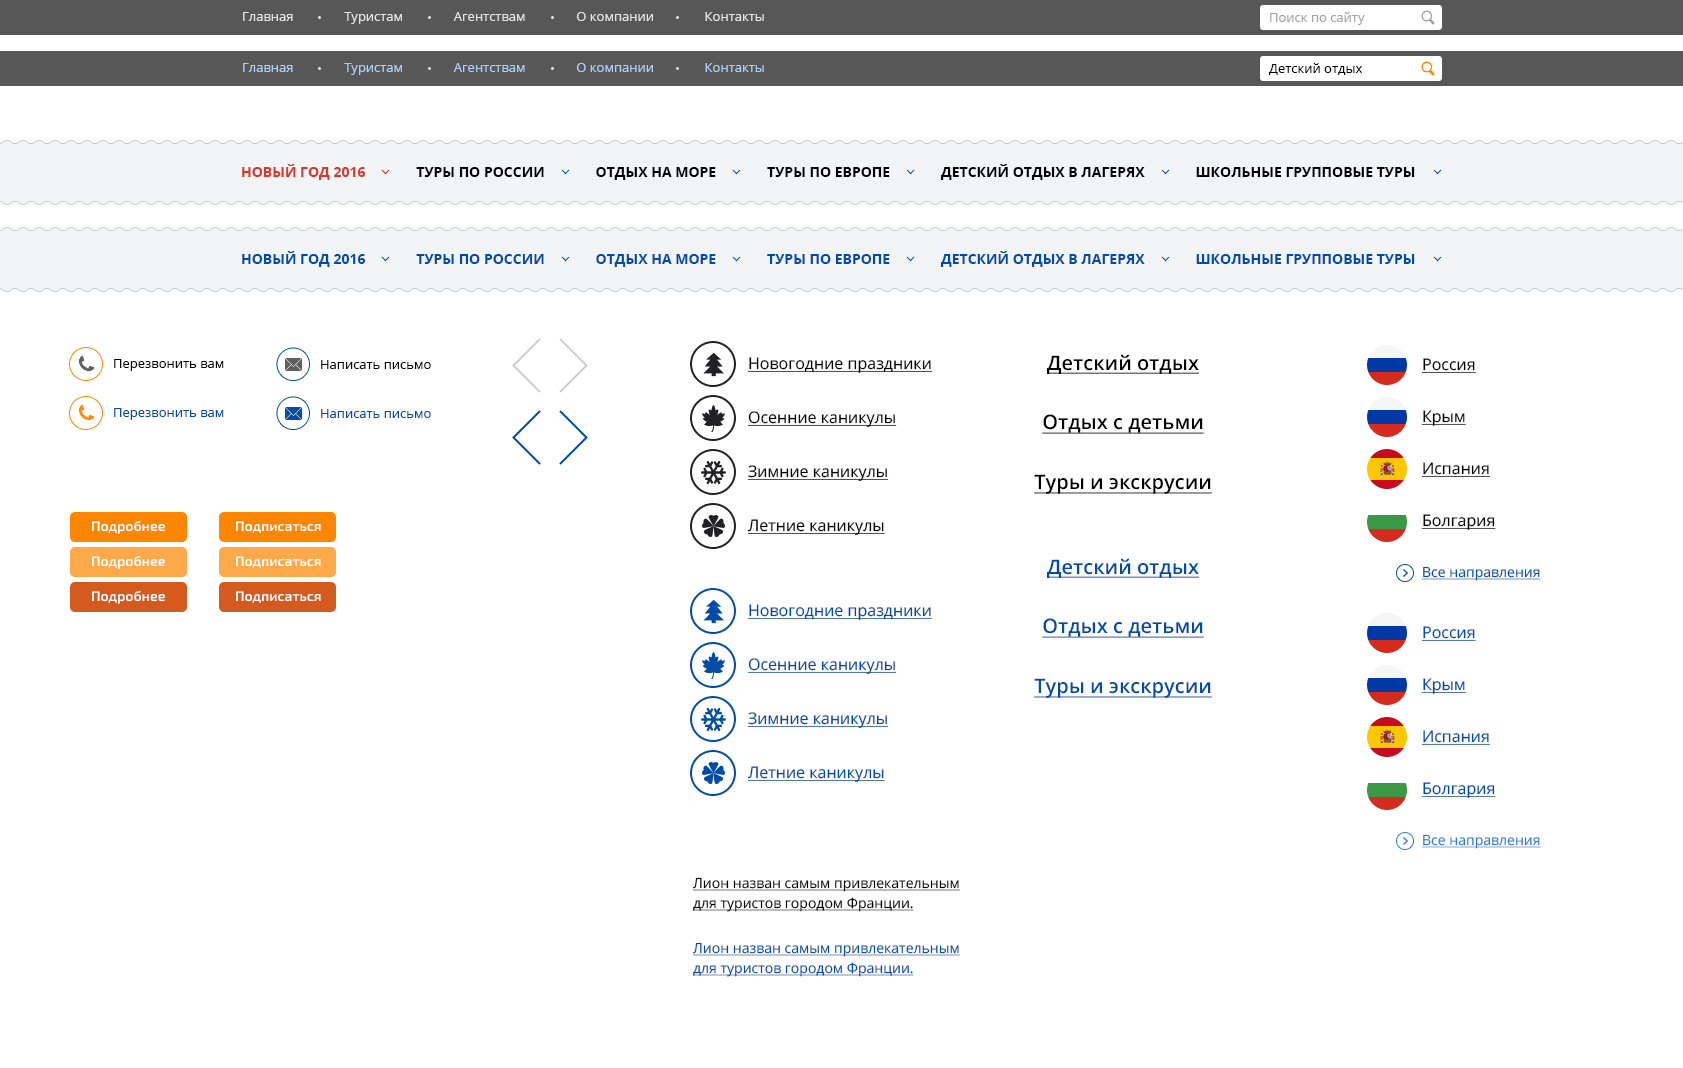 Главная • Туристам • Агентствам • О компании • Контакты Поиск по сайту
Главная • Туристам • Агентствам • О компании • Контакты Детский отдых
НОВЫЙ ГОД 2016 ТУРЫ ПО РОССИИ ОТДЫХ НА МОРЕ ТУРЫ ПО ЕВРОПЕ ДЕТСКИЙ ОТДЫХ В ЛАГЕРЯХ ШКОЛЬНЫЕ ГРУППОВЫЕ ТУРЫ
НОВЫЙ ГОД 2016 ТУРЫ ПО РОССИИ ОТДЫХ НА МОРЕ ТУРЫ ПО ЕВРОПЕ ДЕТСКИЙ ОТДЫХ В ЛАГЕРЯХ ШКОЛЬНЫЕ ГРУППОВЫЕ ТУРЫ
Перезвонить вам Написать письмо
Перезвонить вам Написать письмо
Подробнее Подписаться
Подробнее Подписаться
Подробнее Подписаться
Новогодние праздники
Осенние каникулы
Зимние каникулы
Летние каникулы
Новогодние праздники
Осенние каникулы
Зимние каникулы
Летние каникулы
Лион назван самым привлекательным
для туристов городом Франции.
Лион назван самым привлекательным
для туристов городом Франции.
Детский отдых
Отдых с детьми
Туры и экскрусии
Детский отдых
Отдых с детьми
Туры и экскрусии
Россия
Крым
Испания
Болгария
Все направления
Россия
Крым
Испания
Болгария
Все направления